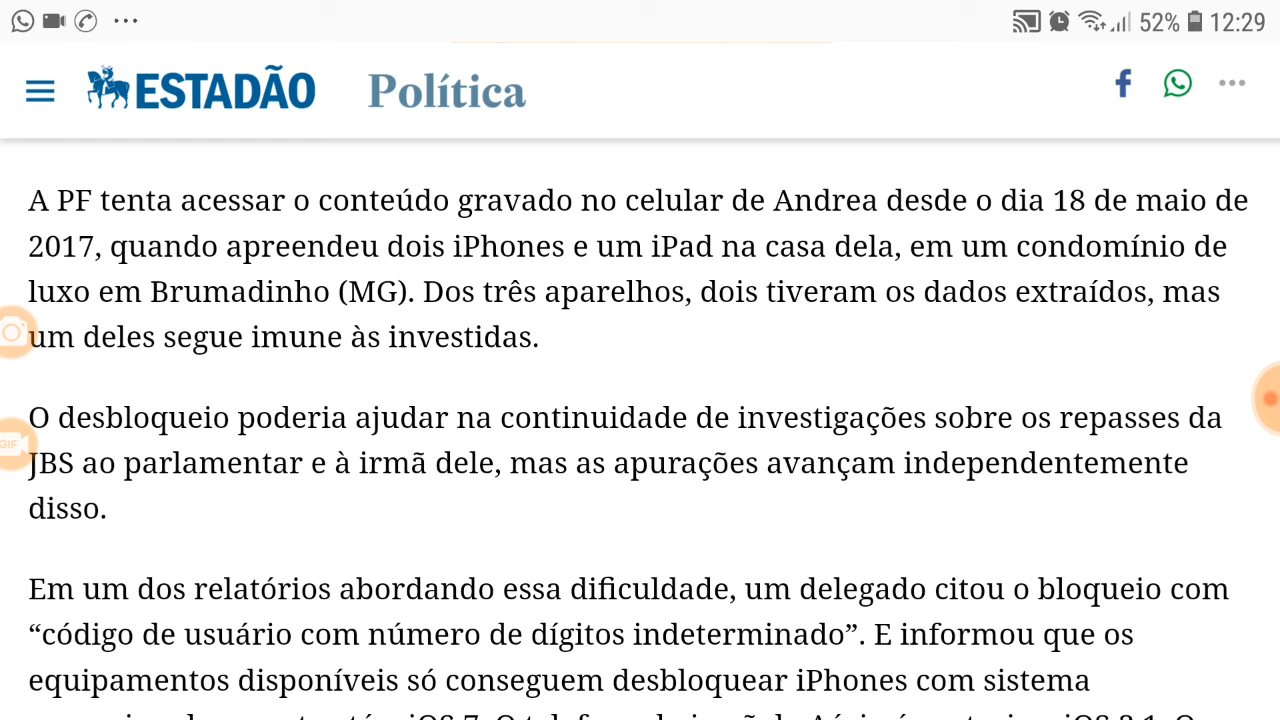 52% 12:29
ESTADÃO Política
A PF tenta acessar o conteúdo gravado no celular de Andrea desde o dia 18 de maio de
2017, quando apreendeu dois iPhones e um iPad na casa dela, em um condomínio de
luxo em Brumadinho (MG). Dos três aparelhos, dois tiveram os dados extraídos, mas
um deles segue imune às investidas.
O desbloqueio poderia ajudar na continuidade de investigações sobre os repasses da
GIF
JBS ao parlamentar e à irmã dele, mas as apurações avançam independentemente
disso.
Em um dos relatórios abordando essa dificuldade, um delegado citou o bloqueio com
“código de usuário com número de dígitos indeterminado”. E informou que os
equipamentos disponíveis só conseguem desbloquear iPhones com sistema